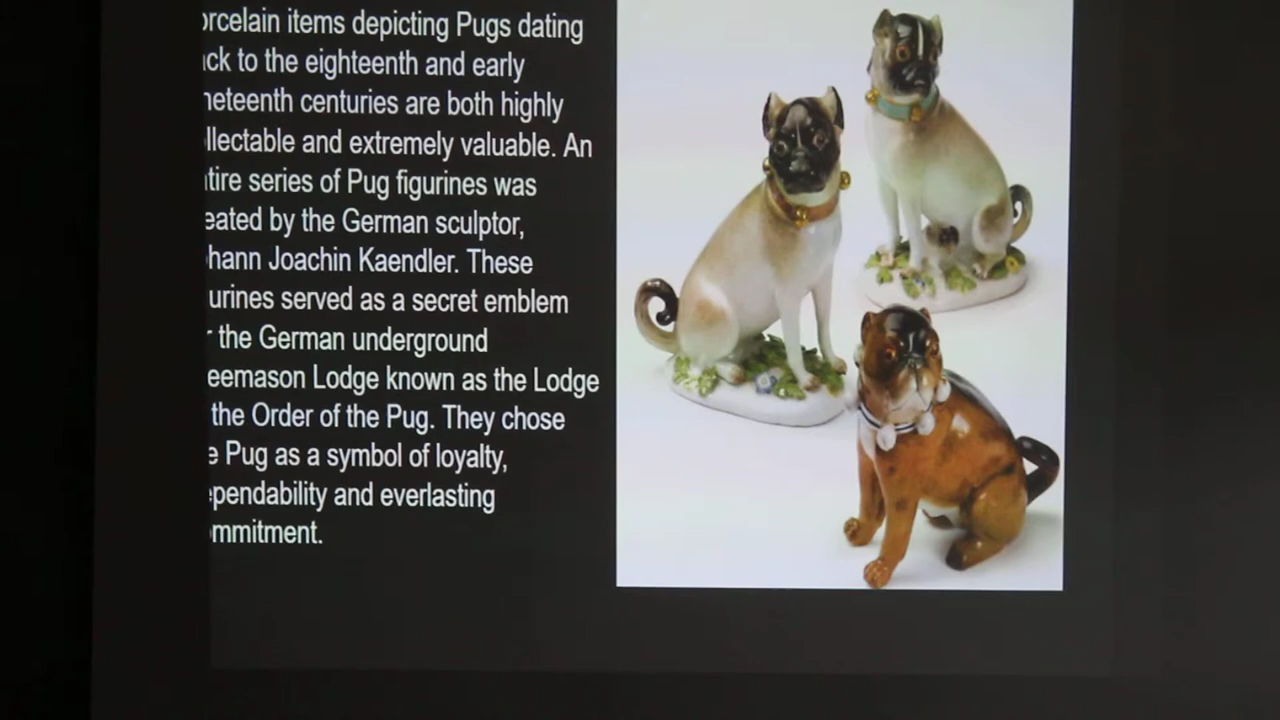 orcelain items depicting Pugs dating
ck to the eighteenth and early
neteenth centuries are both highly
llectable and extremely valuable. An
tire series of Pug figurines was
eated by the German sculptor,
hann Joachin Kaendler. These
urines served as a secret emblem
r the German underground
eemason Lodge known as the Lodge
the Order of the Pug. They chose
e Pug as a symbol of loyalty,
ependability and everlasting
mmitment.